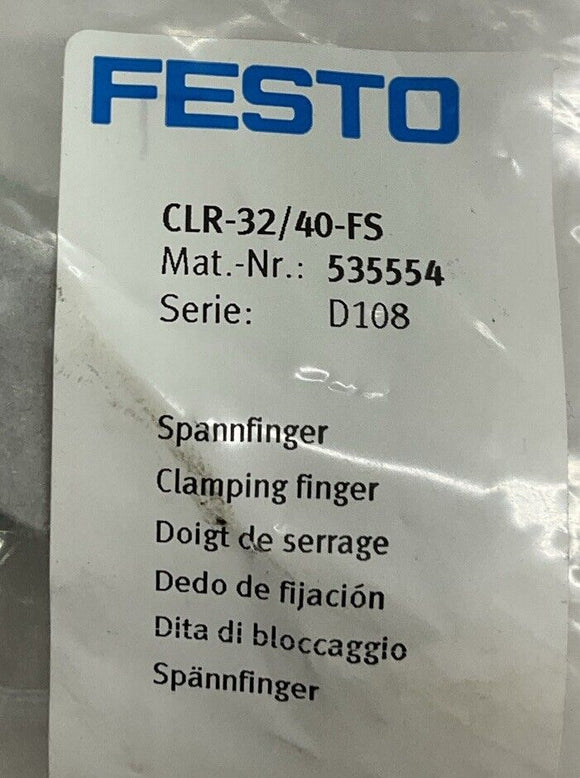 FESTO
CLR-32/40-FS
Mat.-Nr.: 535554
Serie: D108
Spannfinger
Clamping finger
Doigt de serrage
Dedo de fijación
Dita di bloccaggio
Spännfinger